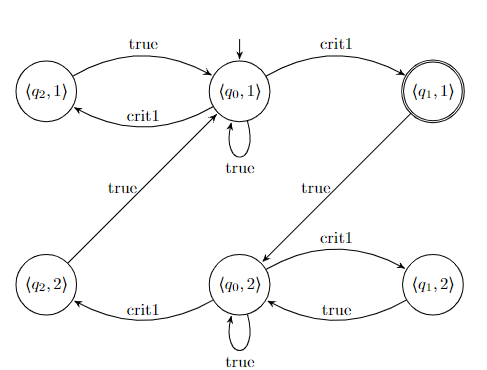 true
crit1
⟨q₂, 1⟩
⟨q₀, 1⟩
⟨q₁, 1⟩
crit1
true
true
true
crit1
⟨q₂, 2⟩
⟨q₀, 2⟩
⟨q₁, 2⟩
crit1
true
true